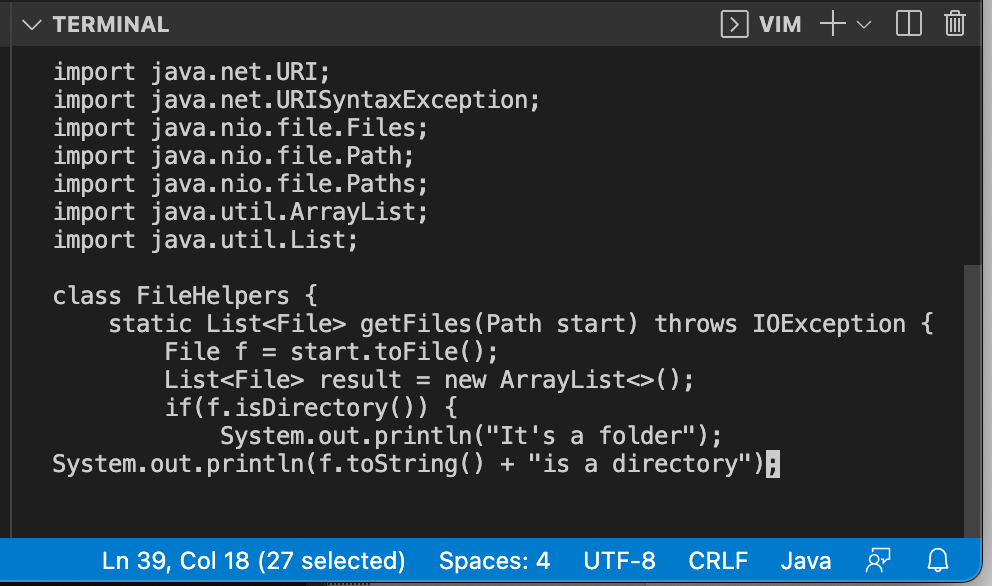 TERMINAL VIM
import java.net.URI;
import java.net.URISyntaxException;
import java.nio.file.Files;
import java.nio.file.Path;
import java.nio.file.Paths;
import java.util.ArrayList;
import java.util.List;
class FileHelpers {
    static List<File> getFiles(Path start) throws IOException {
        File f = start.toFile();
        List<File> result = new ArrayList<>();
        if(f.isDirectory()) {
            System.out.println("It's a folder");
System.out.println(f.toString() + "is a directory");
Ln 39, Col 18 (27 selected) Spaces: 4 UTF-8 CRLF Java